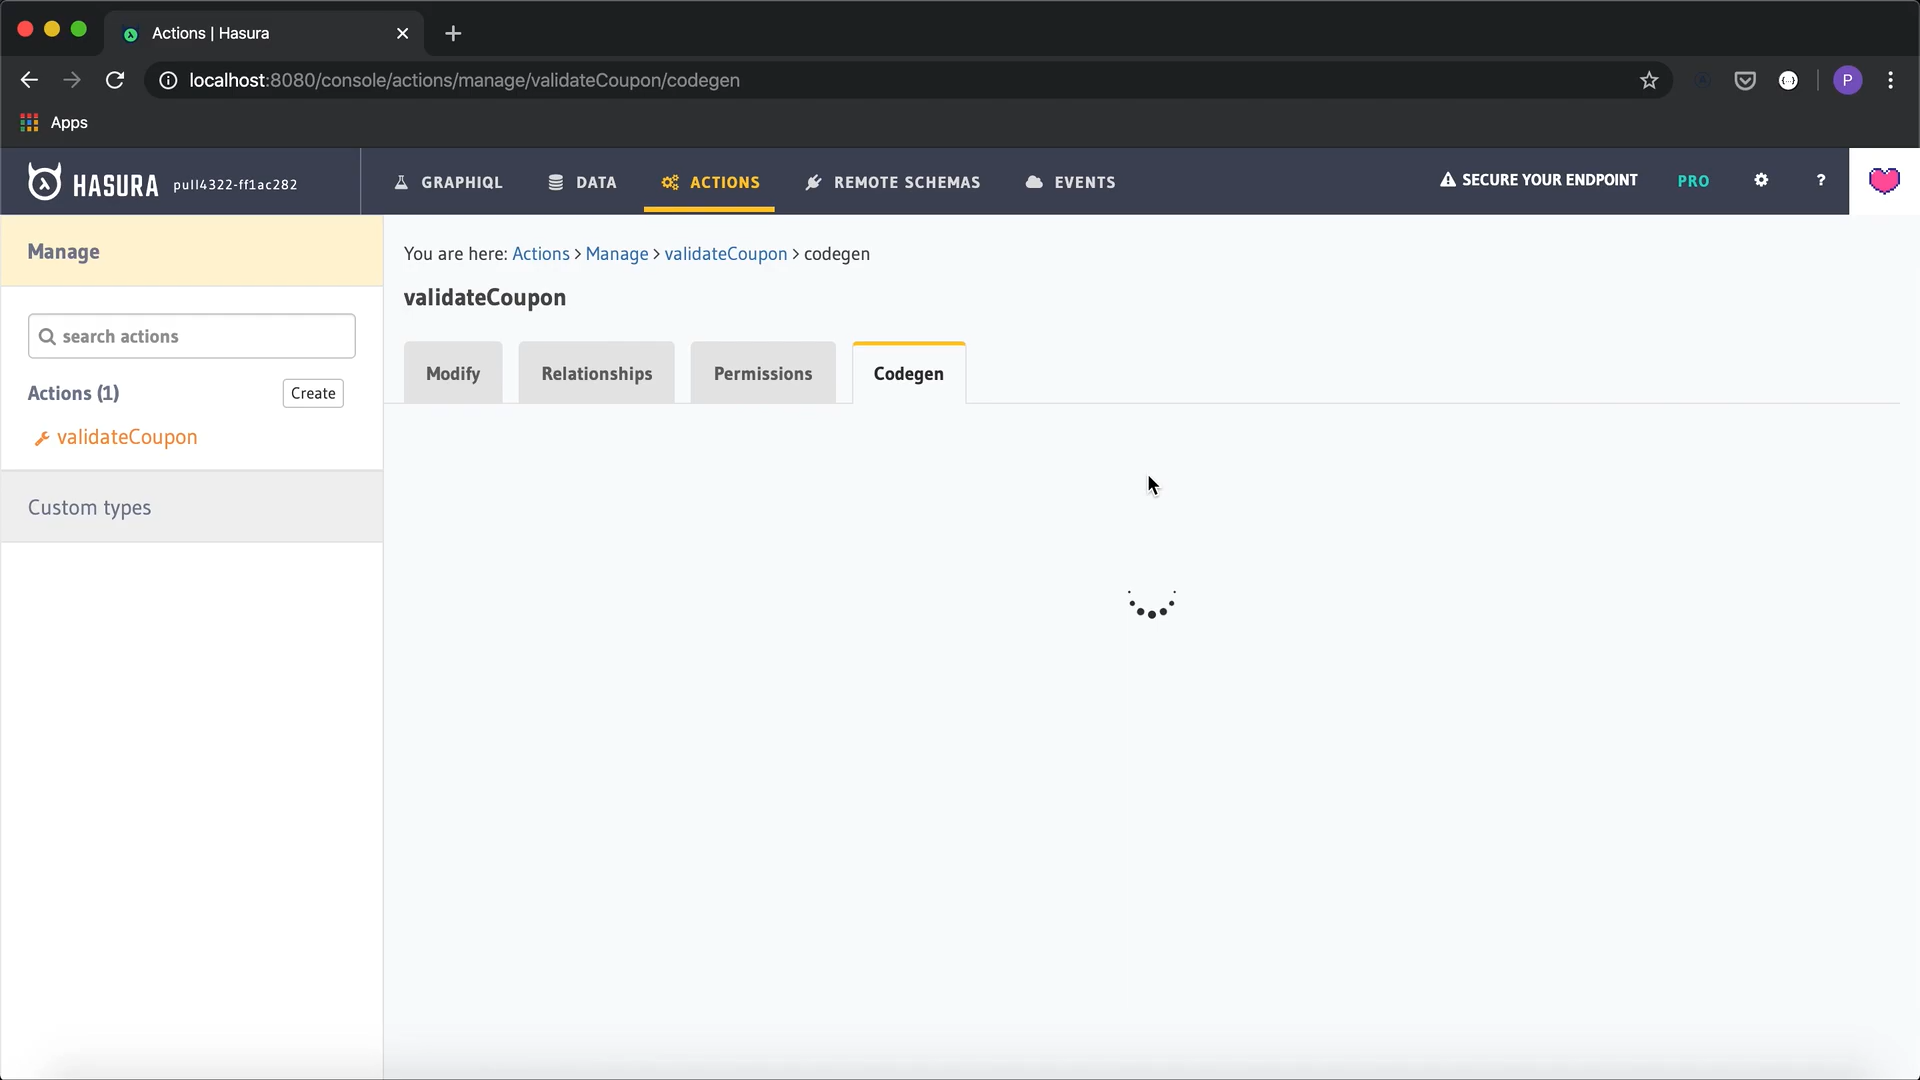 Actions | Hasura
localhost:8080/console/actions/manage/validateCoupon/codegen
P
Apps
HASURA pull4322-ff1ac282
GRAPHIQL
DATA
ACTIONS
REMOTE SCHEMAS
EVENTS
SECURE YOUR ENDPOINT
PRO
?
Manage
You are here: Actions > Manage > validateCoupon > codegen
validateCoupon
search actions
Modify
Relationships
Permissions
Codegen
Actions (1)
Create
validateCoupon
Custom types